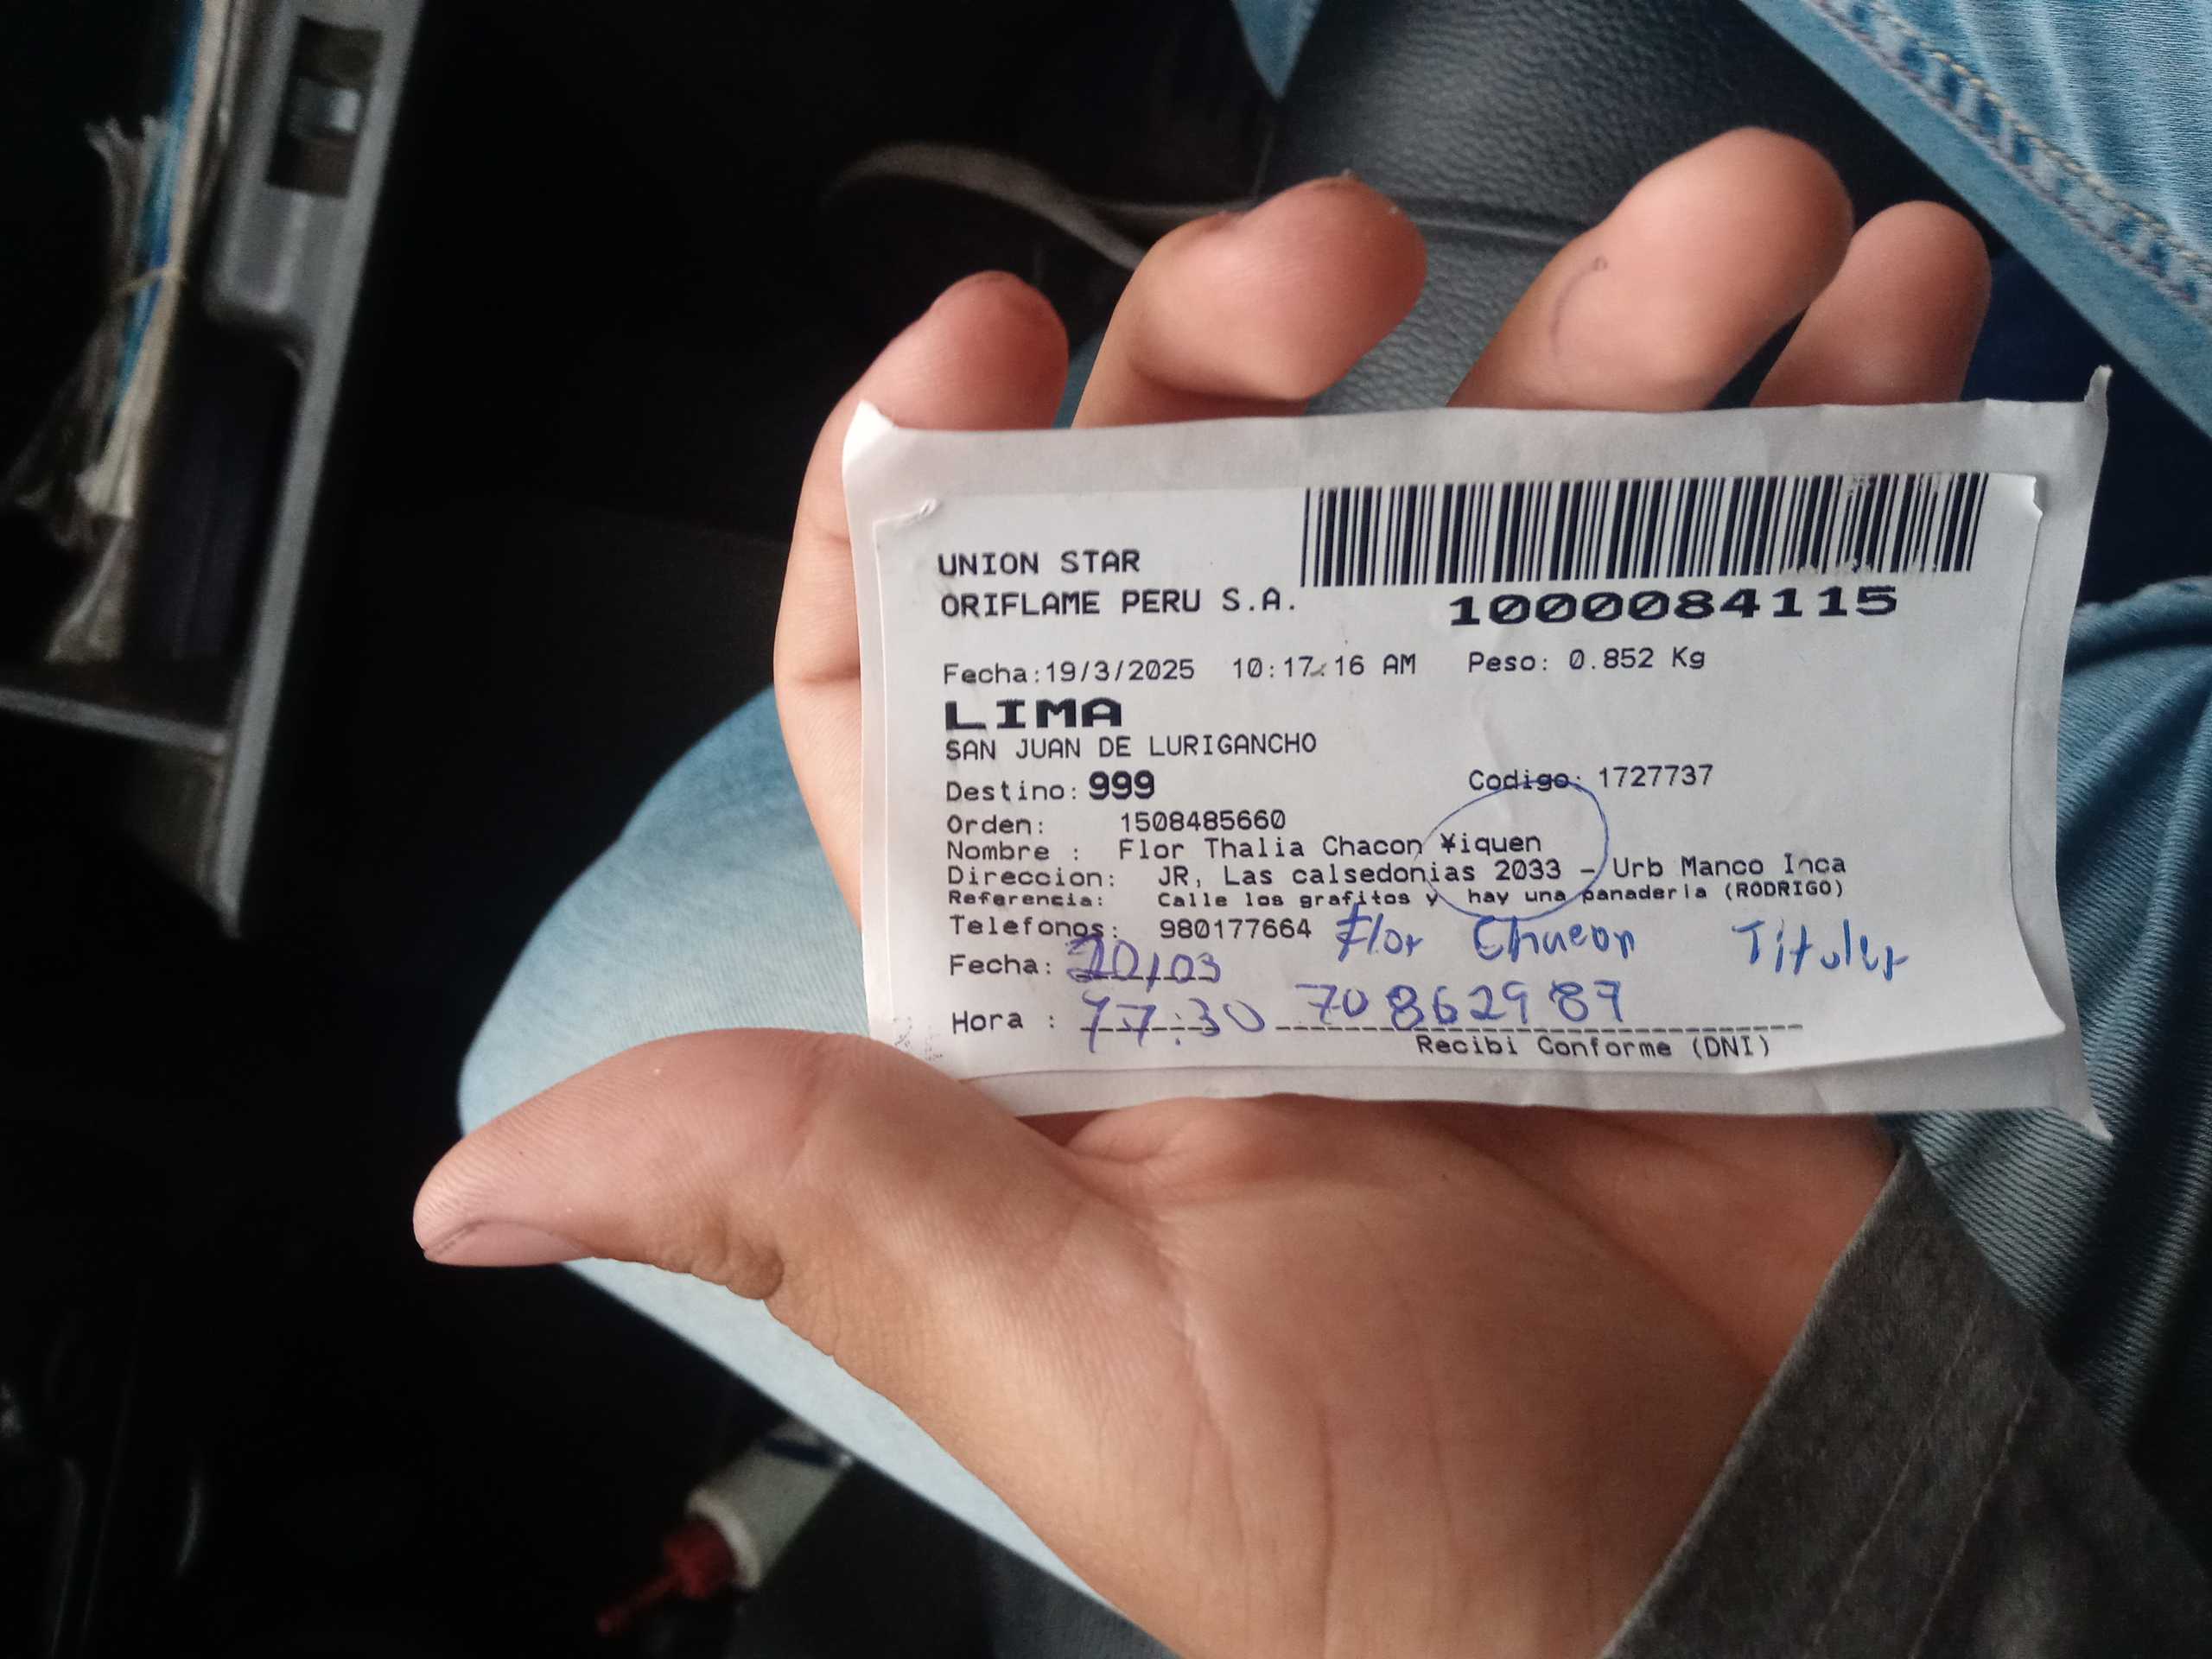 UNION STAR
ORIFLAME PERU S.A.
1000084115
Fecha:19/3/2025 10:17:16 AM Peso: 0.852 Kg
LIMA
SAN JUAN DE LURIGANCHO
Destino: 999 Codigo: 1727737
Orden: 1508485660
Nombre : Flor Thalia Chacon ¥iquen
Direccion: JR, Las calsedonias 2033 - Urb Manco Inca
Referencia: Calle los grafitos y hay una panaderia (RODRIGO)
Telefonos: 980177664 Flor Chacon Titular
Fecha: 20/03
Hora : 17:30 70862989
Recibi Conforme (DNI)